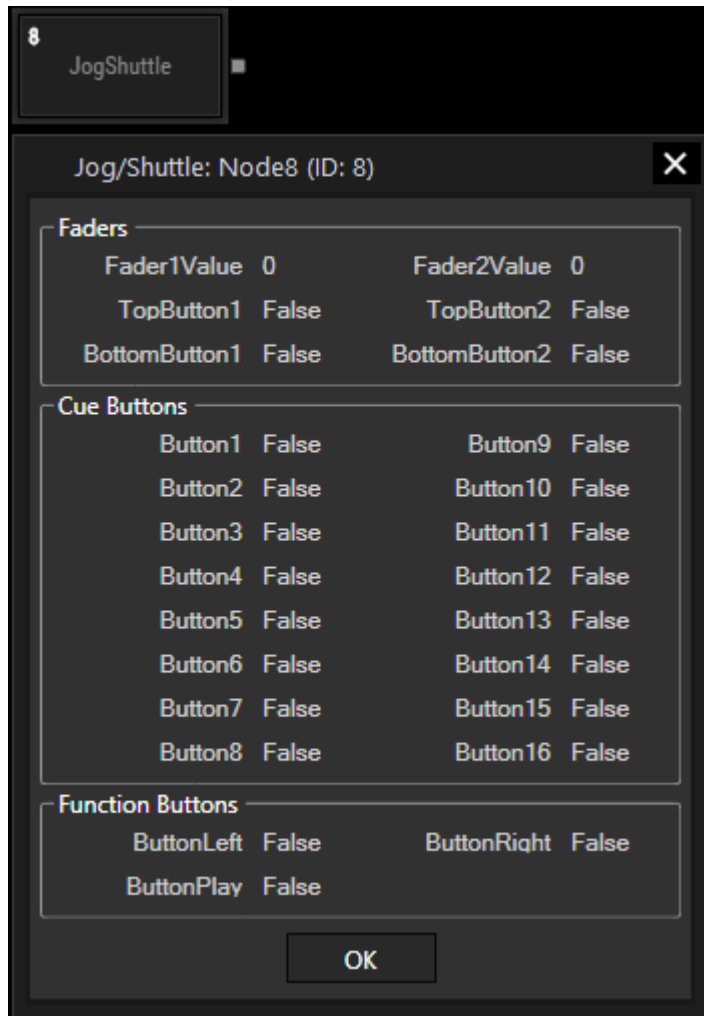 8
JogShuttle
Jog/Shuttle: Node8 (ID: 8)
Faders
Fader1Value 0 Fader2Value 0
TopButton1 False TopButton2 False
BottomButton1 False BottomButton2 False
Cue Buttons
Button1 False Button9 False
Button2 False Button10 False
Button3 False Button11 False
Button4 False Button12 False
Button5 False Button13 False
Button6 False Button14 False
Button7 False Button15 False
Button8 False Button16 False
Function Buttons
ButtonLeft False ButtonRight False
ButtonPlay False
OK